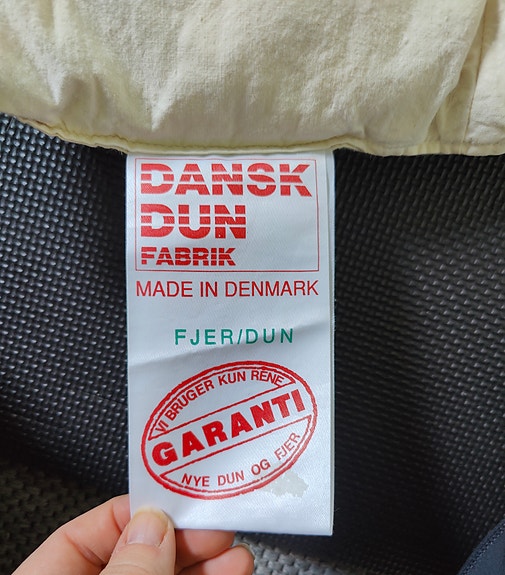 DANSK
DUN
FABRIK
MADE IN DENMARK
FJER/DUN
VI BRUGER KUN RENE
GARANTI
NYE DUN OG FJER